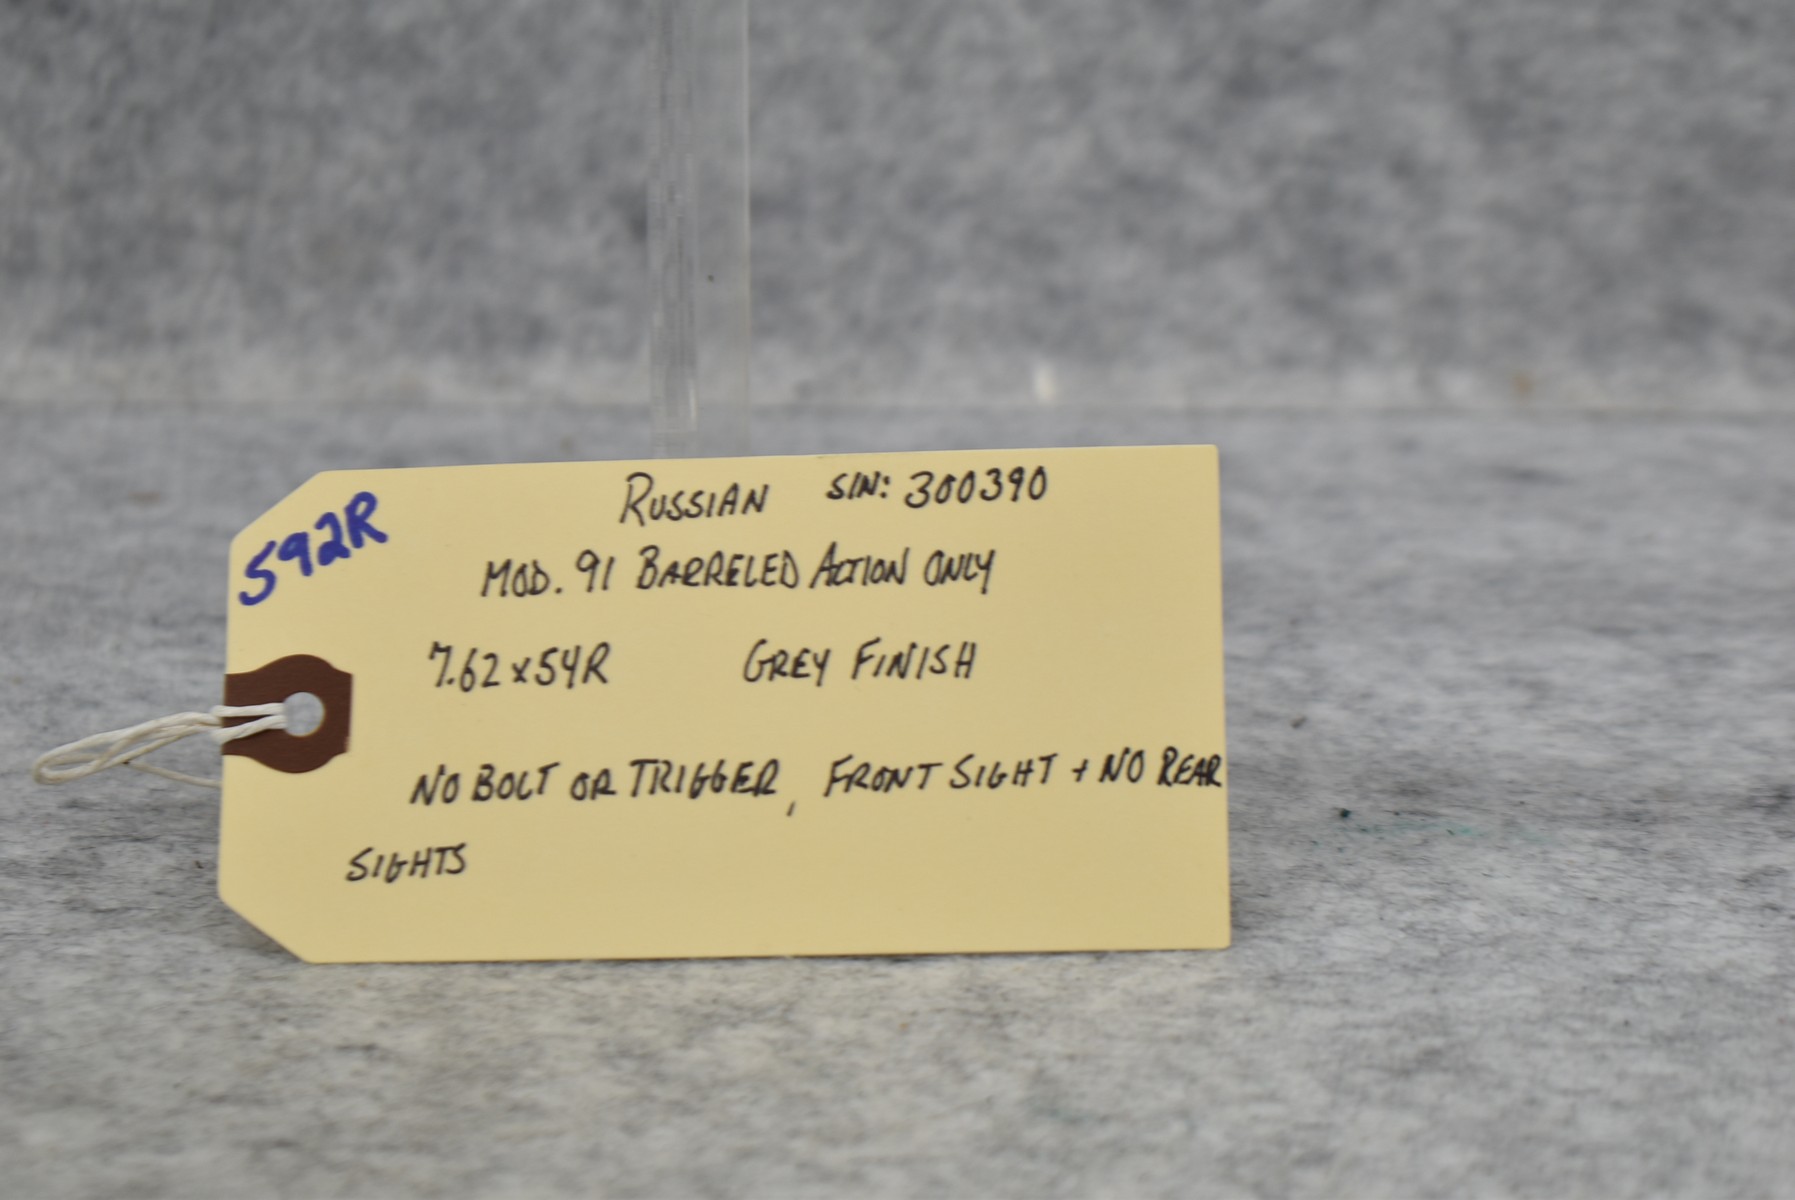 592R
RUSSIAN S/N: 300390
MOD. 91 BARRELED ACTION ONLY
7.62x54R GREY FINISH
NO BOLT OR TRIGGER, FRONT SIGHT + NO REAR
SIGHTS